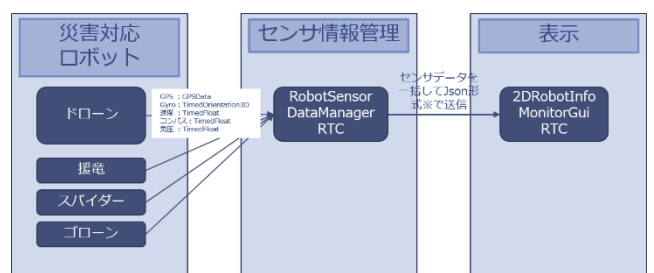 災害対応
ロボット
ドローン
援竜
スパイダー
ゴローン
GPS ：GPSData
Gyro：TimedOrientation3D
速度 ：TimedFloat
コンパス：TimedFloat
気圧 ：TimedFloat
センサ情報管理
RobotSensor
DataManager
RTC
センサデータを
一括してJson形
式※で送信
表示
2DRobotInfo
MonitorGui
RTC